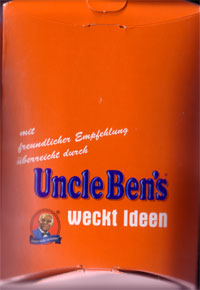 mit
freundlicher Empfehlung
überreicht durch
Uncle Ben's
weckt Ideen